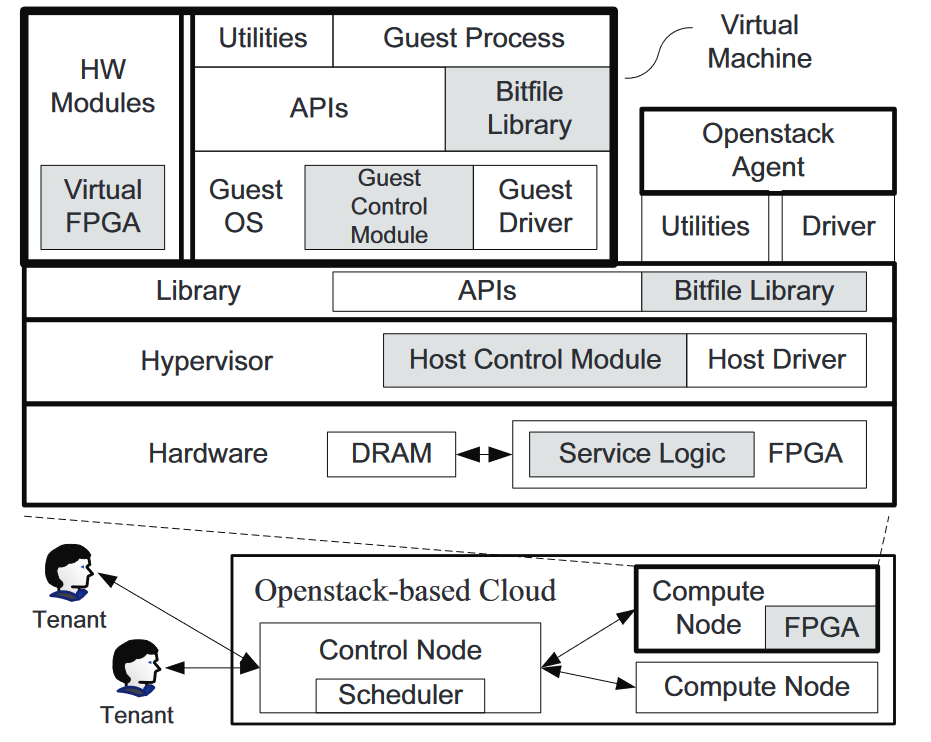 Virtual
Machine
HW
Modules
Virtual
FPGA
Utilities
Guest Process
APIs
Bitfile
Library
Guest
OS
Guest
Control
Module
Guest
Driver
Openstack
Agent
Utilities
Driver
Library
APIs
Bitfile Library
Hypervisor
Host Control Module
Host Driver
Hardware
DRAM
Service Logic
FPGA
Tenant
Tenant
Openstack-based Cloud
Control Node
Scheduler
Compute
Node
FPGA
Compute Node